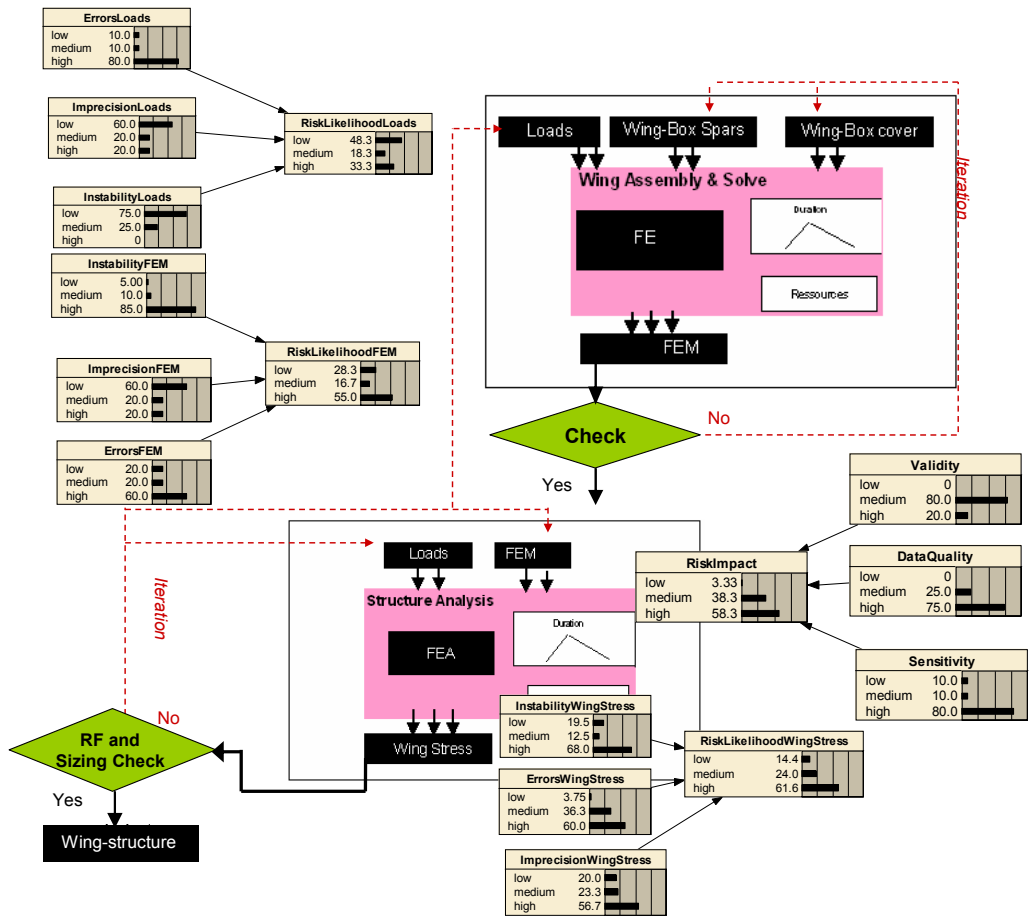 ErrorsLoads
low 10.0
medium 10.0
high 80.0
ImprecisionLoads
low 60.0
medium 20.0
high 20.0
RiskLikelihoodLoads
low 48.3
medium 18.3
high 33.3
InstabilityLoads
low 75.0
medium 25.0
high 0
InstabilityFEM
low 5.00
medium 10.0
high 85.0
RiskLikelihoodFEM
low 28.3
medium 16.7
high 55.0
ImprecisionFEM
low 60.0
medium 20.0
high 20.0
ErrorsFEM
low 20.0
medium 20.0
high 60.0
Loads
Wing-Box Spars
Wing-Box cover
Iteration
Wing Assembly & Solve
FE
Duration
Ressources
FEM
Check
No
Yes
Validity
low 0
medium 80.0
high 20.0
RiskImpact
low 3.33
medium 38.3
high 58.3
DataQuality
low 0
medium 25.0
high 75.0
Sensitivity
low 10.0
medium 10.0
high 80.0
Loads
FEM
Iteration
Structure Analysis
FEA
Duration
Wing Stress
InstabilityWingStress
low 19.5
medium 12.5
high 68.0
RiskLikelihoodWingStress
low 14.4
medium 24.0
high 61.6
ErrorsWingStress
low 3.75
medium 36.3
high 60.0
ImprecisionWingStress
low 20.0
medium 23.3
high 56.7
No
RF and
Sizing Check
Yes
Wing-structure